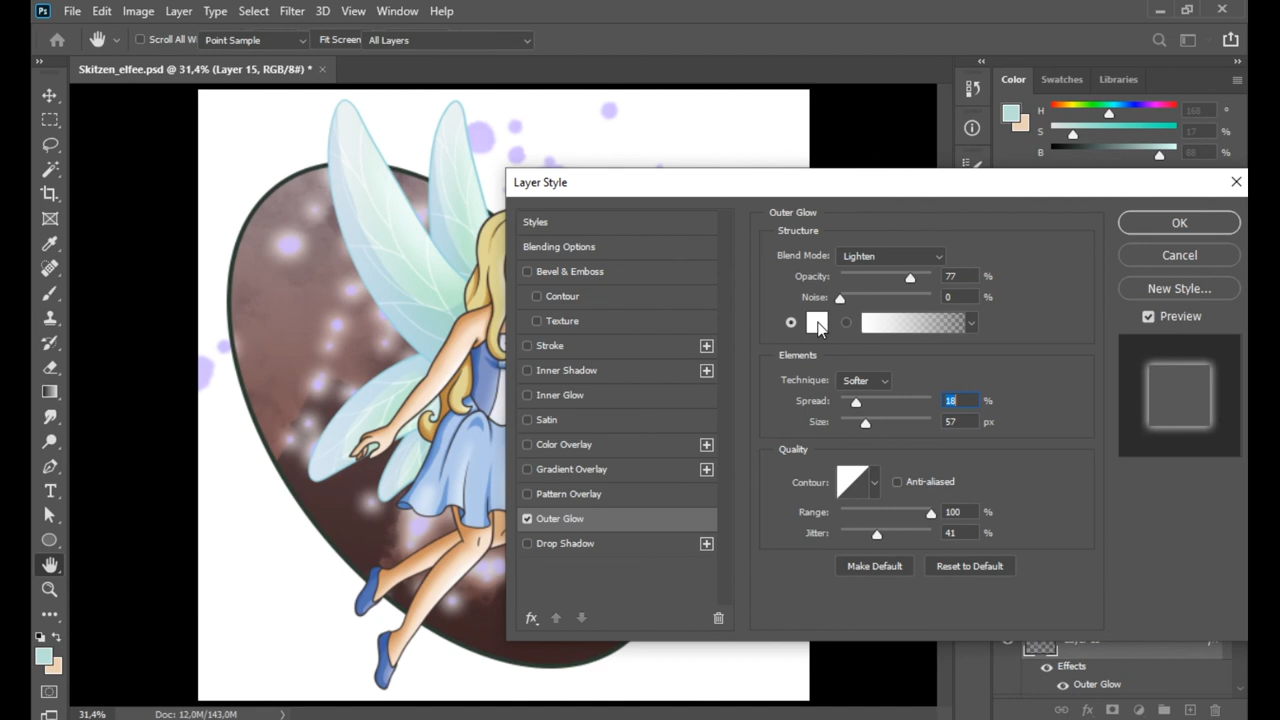 Ps File Edit Image Layer Type Select Filter 3D View Window Help
Scroll All W Point Sample Fit Screen All Layers
Skitzen_elfee.psd @ 31,4% (Layer 15, RGB/8#) * ×
Color Swatches Libraries
H 168 °
S 17 %
B 88 %
Layer Style
Styles
Blending Options
Bevel & Emboss
Contour
Texture
Stroke
Inner Shadow
Inner Glow
Satin
Color Overlay
Gradient Overlay
Pattern Overlay
Outer Glow
Drop Shadow
fx
Outer Glow
Structure
Blend Mode: Lighten
Opacity: 77 %
Noise: 0 %
Elements
Technique: Softer
Spread: 18 %
Size: 57 px
Quality
Contour: Anti-aliased
Range: 100 %
Jitter: 41 %
Make Default Reset to Default
OK
Cancel
New Style...
Preview
Effects
Outer Glow
fx
31,4% Doc: 12,0M/143,0M